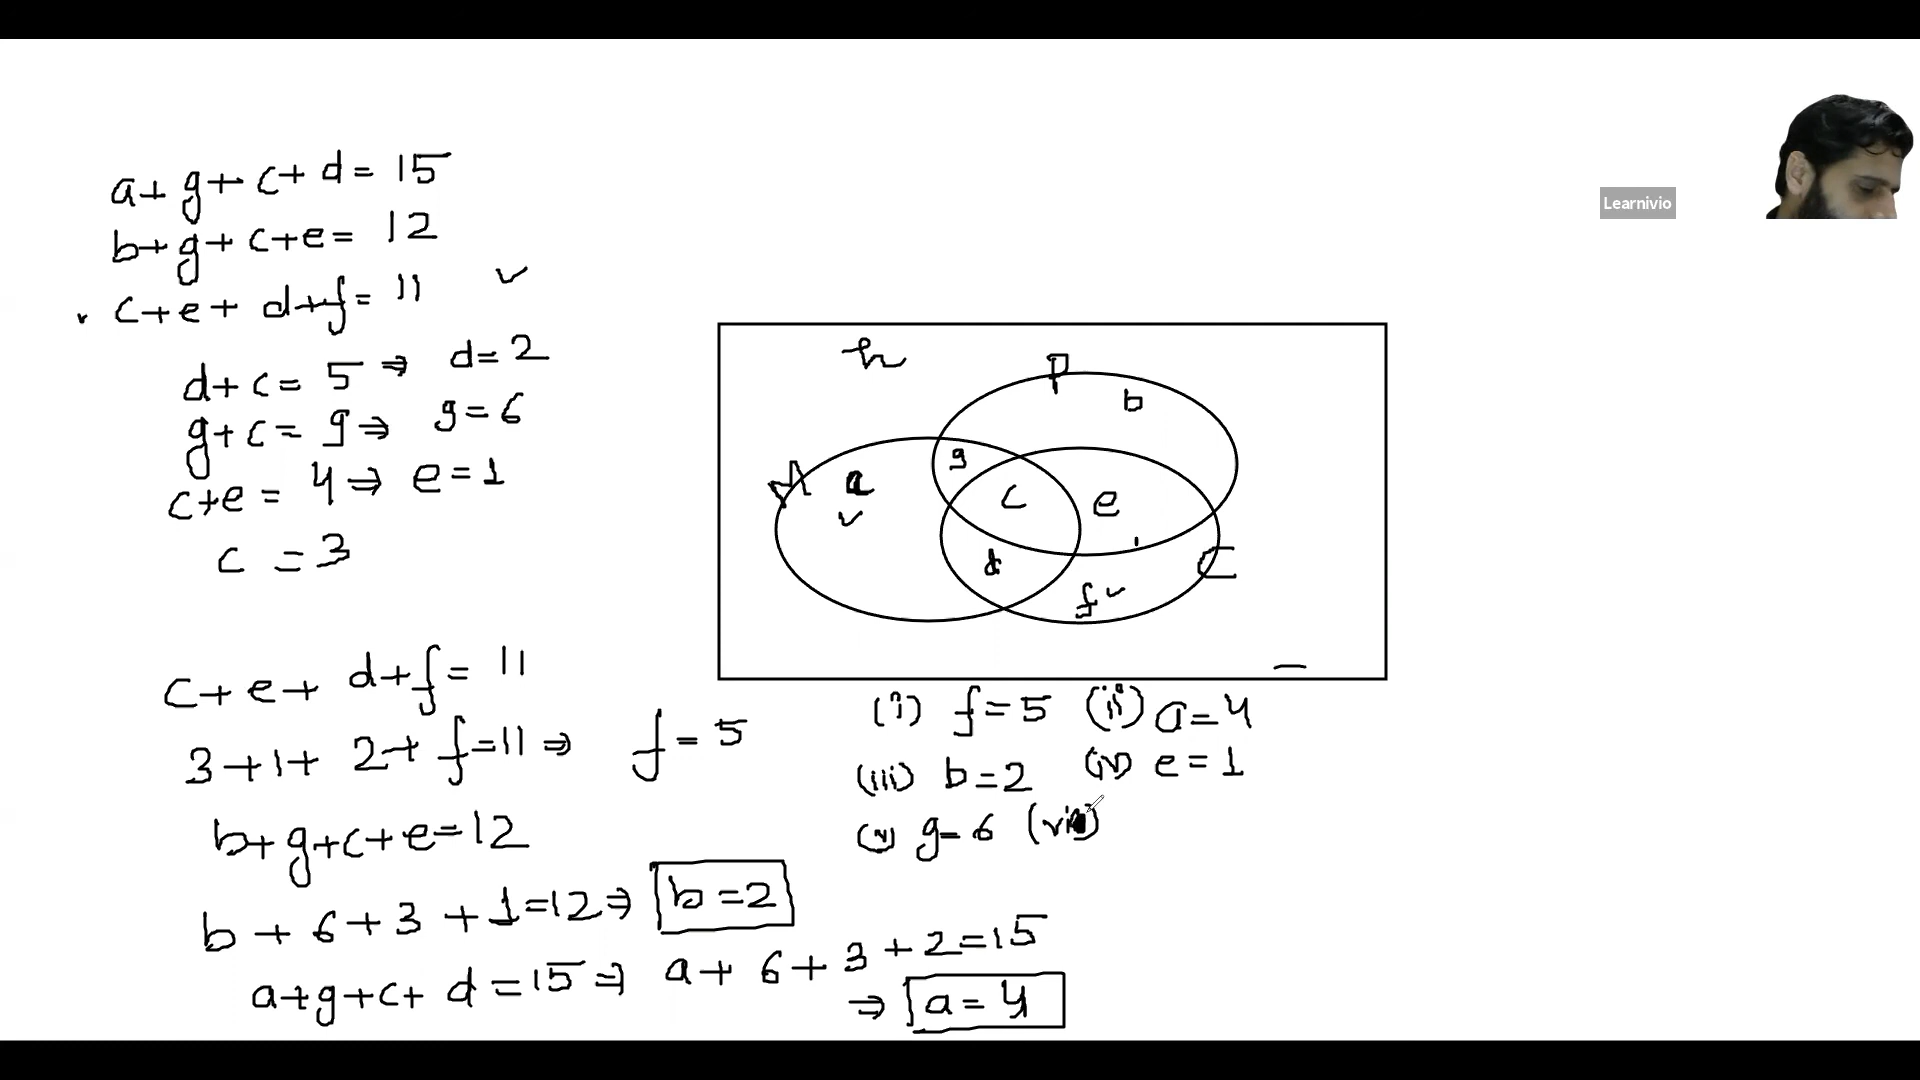 a+g+c+d=15
b+g+c+e=12
c+e+d+f=11
d+c=5⇒ d=2
g+c=9⇒ g=6
c+e=4⇒ e=1
c=3
c+e+d+f=11
3+1+2+f=11⇒ f=5
b+g+c+e=12
b+6+3+1=12⇒ b=2
a+g+c+d=15⇒ a+6+3+2=15
⇒ a=4
h
P
b
g
M a
c e
d
C
f
(i) f=5 (ii) a=4
(iii) b=2 (iv) e=1
(v) g=6
Learnivio